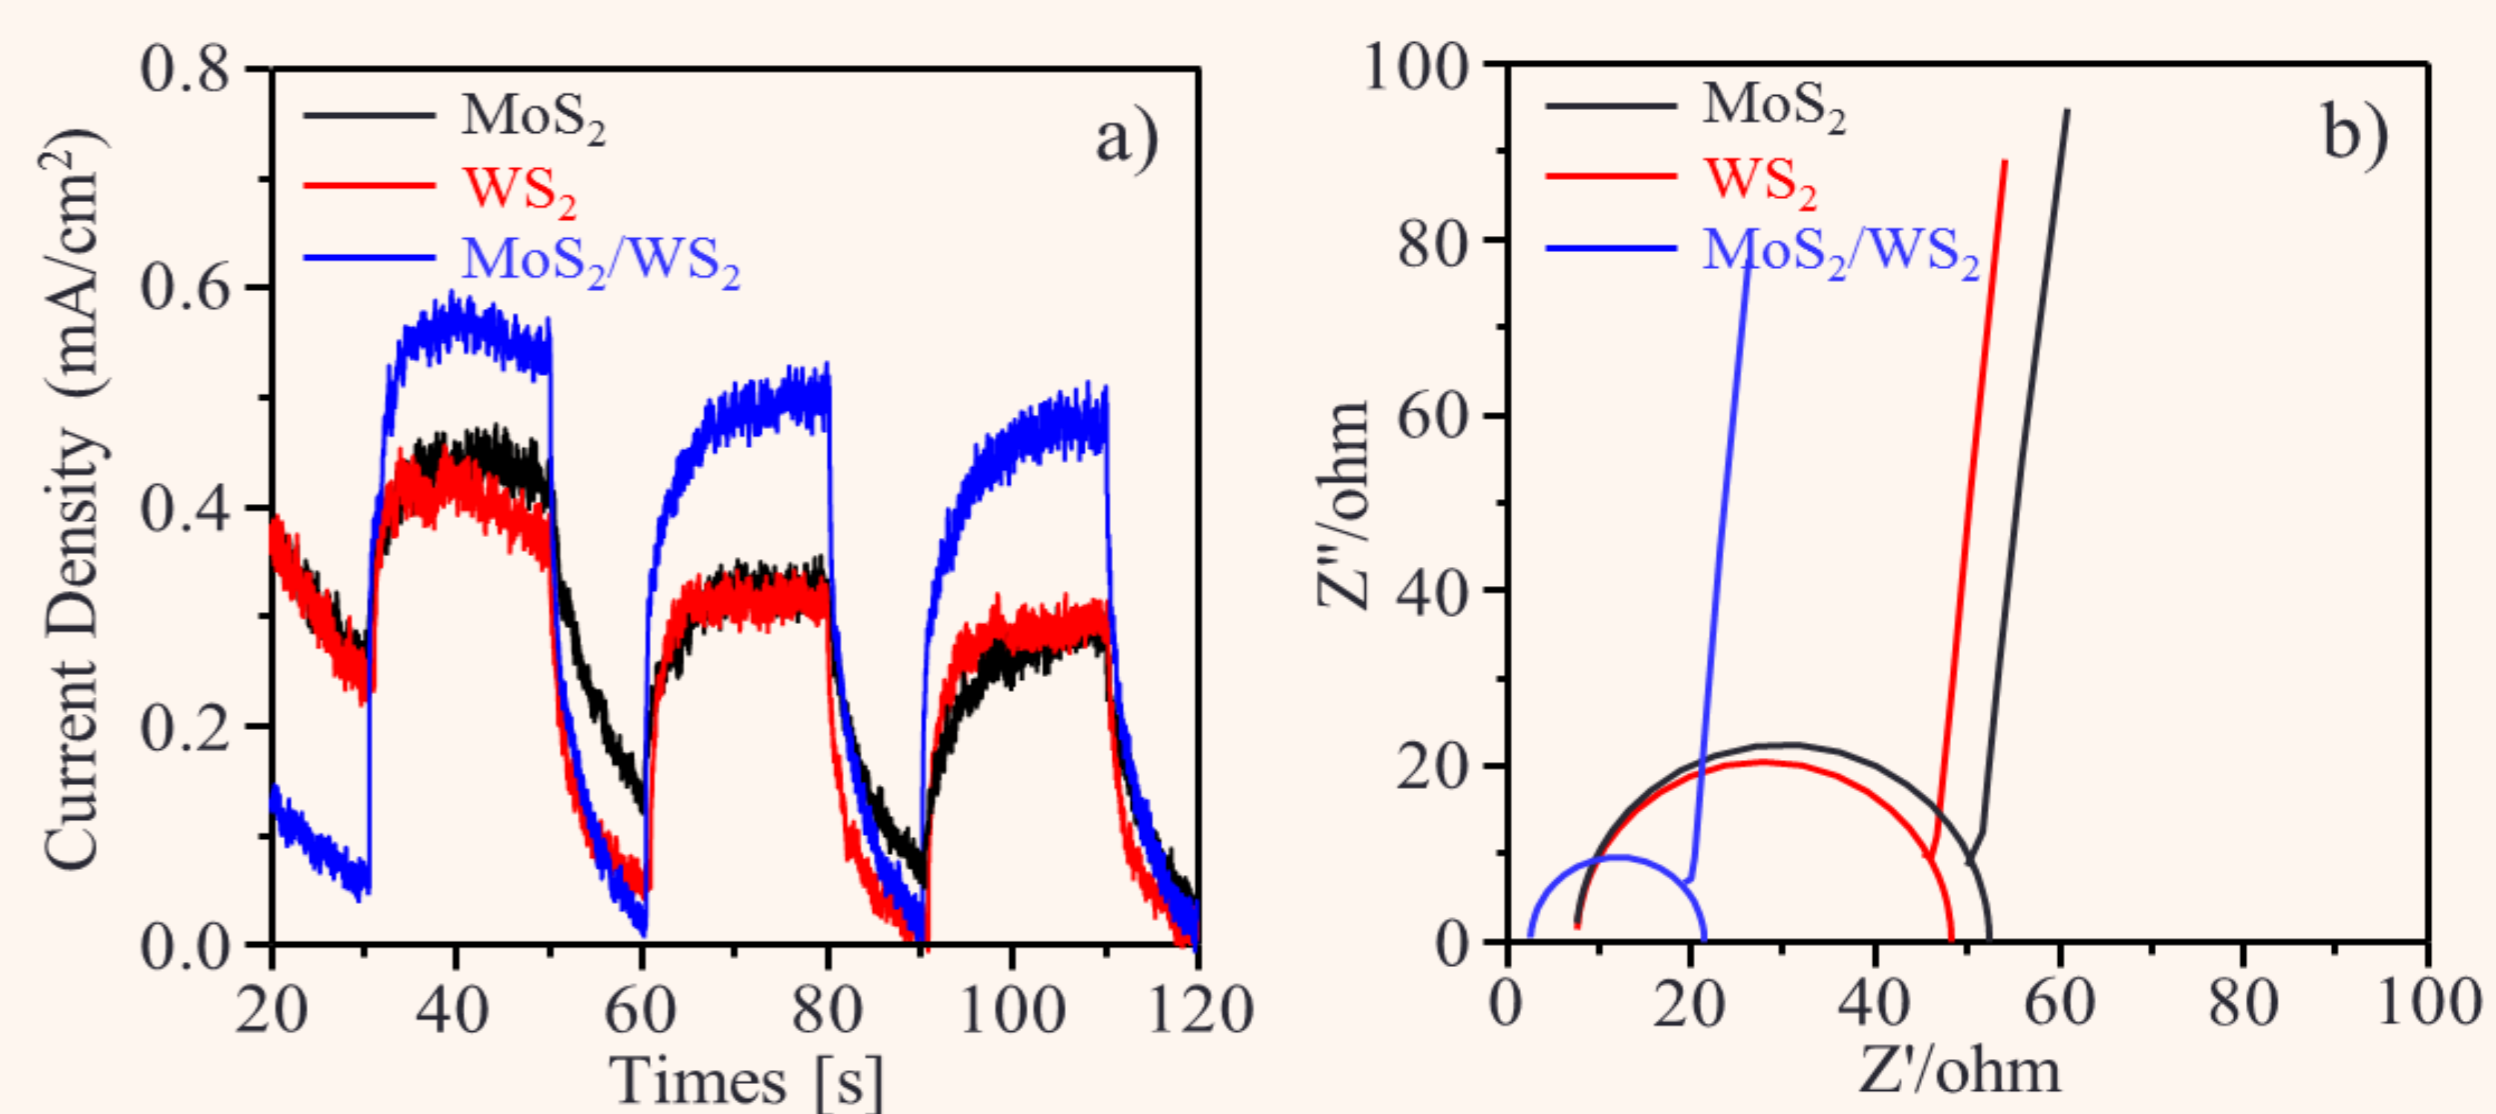 a)
MoS₂
WS₂
MoS₂/WS₂
Current Density (mA/cm²)
0.8
0.6
0.4
0.2
0.0
20 40 60 80 100 120
Times [s]
b)
MoS₂
WS₂
MoS₂/WS₂
Z''/ohm
100
80
60
40
20
0
0 20 40 60 80 100
Z'/ohm